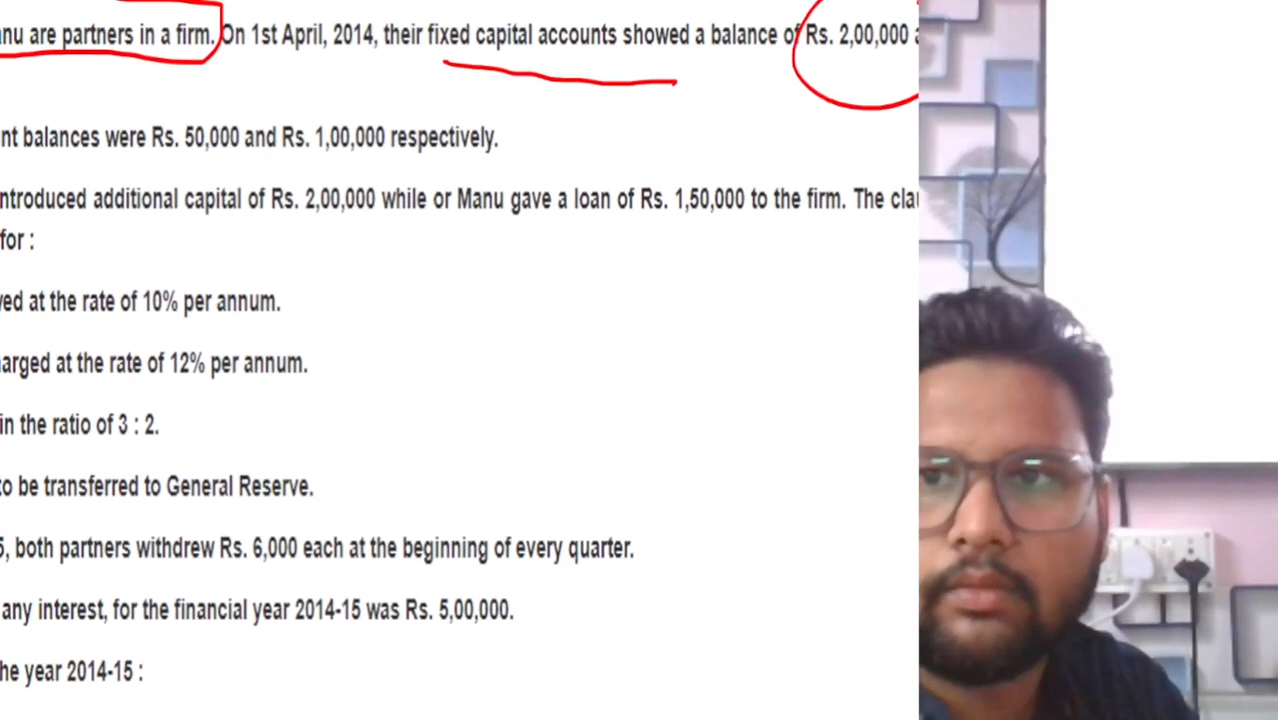 anu are partners in a firm. On 1st April, 2014, their fixed capital accounts showed a balance of Rs. 2,00,000
nt balances were Rs. 50,000 and Rs. 1,00,000 respectively.
ntroduced additional capital of Rs. 2,00,000 while or Manu gave a loan of Rs. 1,50,000 to the firm. The clau
for :
ved at the rate of 10% per annum.
harged at the rate of 12% per annum.
in the ratio of 3 : 2.
to be transferred to General Reserve.
5, both partners withdrew Rs. 6,000 each at the beginning of every quarter.
any interest, for the financial year 2014-15 was Rs. 5,00,000.
he year 2014-15 :